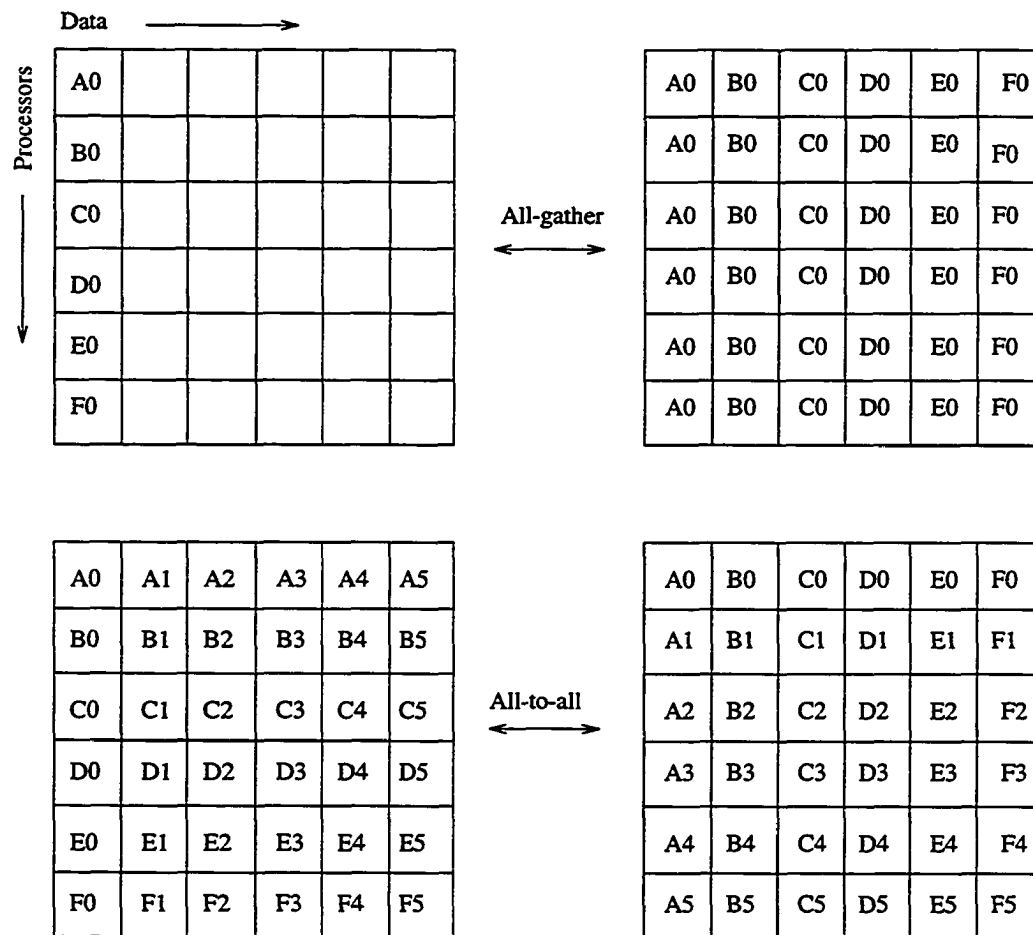 Data
Processors
A0
B0
C0
D0
E0
F0
All-gather
A0 B0 C0 D0 E0 F0
A0 B0 C0 D0 E0 F0
A0 B0 C0 D0 E0 F0
A0 B0 C0 D0 E0 F0
A0 B0 C0 D0 E0 F0
A0 B0 C0 D0 E0 F0
A0 A1 A2 A3 A4 A5
B0 B1 B2 B3 B4 B5
C0 C1 C2 C3 C4 C5
D0 D1 D2 D3 D4 D5
E0 E1 E2 E3 E4 E5
F0 F1 F2 F3 F4 F5
All-to-all
A0 B0 C0 D0 E0 F0
A1 B1 C1 D1 E1 F1
A2 B2 C2 D2 E2 F2
A3 B3 C3 D3 E3 F3
A4 B4 C4 D4 E4 F4
A5 B5 C5 D5 E5 F5